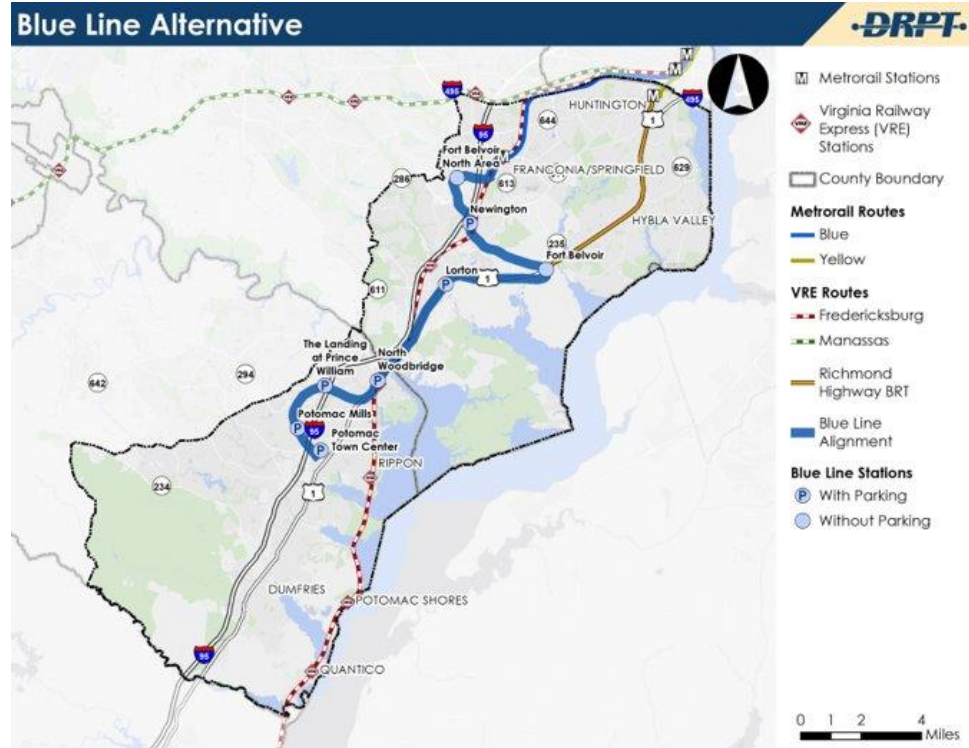 Blue Line Alternative
DRPT
495
HUNTINGTON
495
95
644
1
Fort Belvoir
North Area
M
FRANCONIA/SPRINGFIELD
629
286
613
Newington
P
HYBLA VALLEY
235
Fort Belvoir
Lorton
P
1
611
The Landing
at Prince
William
North
Woodbridge
294
P
P
642
Potomac Mills
P
95
Potomac
Town Center
P
RIPPON
234
1
DUMFRIES
POTOMAC SHORES
95
QUANTICO
M
M
M
M Metrorail Stations
VRE Virginia Railway
Express (VRE)
Stations
County Boundary
Metrorail Routes
Blue
Yellow
VRE Routes
Fredericksburg
Manassas
Richmond
Highway BRT
Blue Line
Alignment
Blue Line Stations
P With Parking
Without Parking
0 1 2 4
Miles